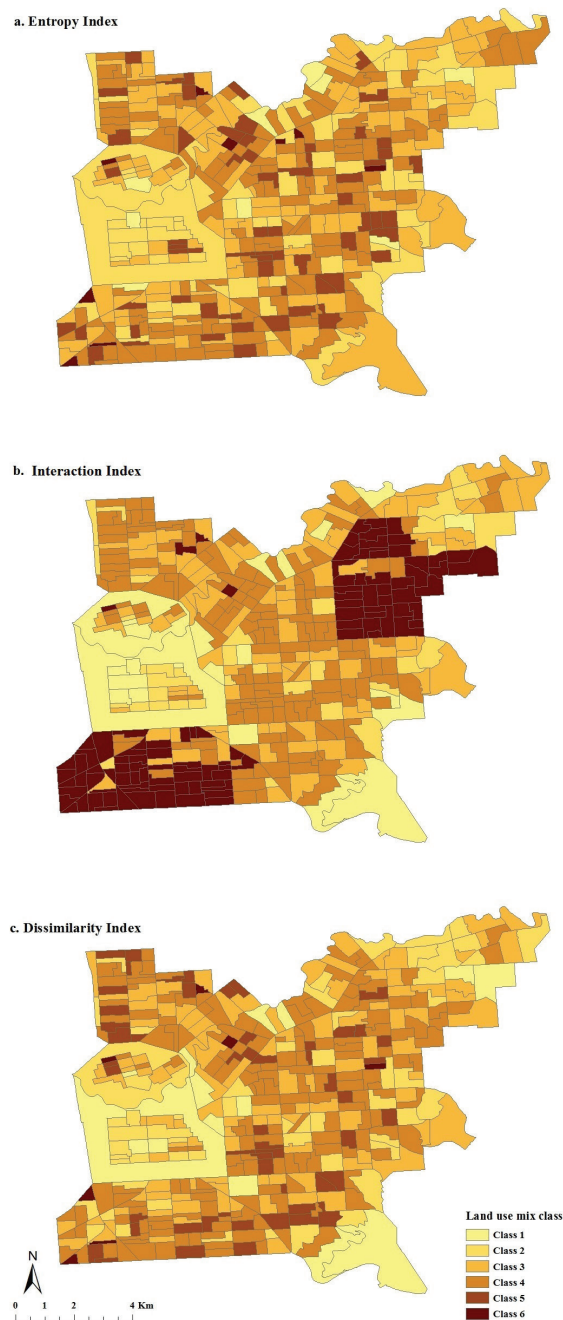 a. Entropy Index
b. Interaction Index
c. Dissimilarity Index
Land use mix class
Class 1
Class 2
Class 3
Class 4
Class 5
Class 6
N
0 1 2 4 Km